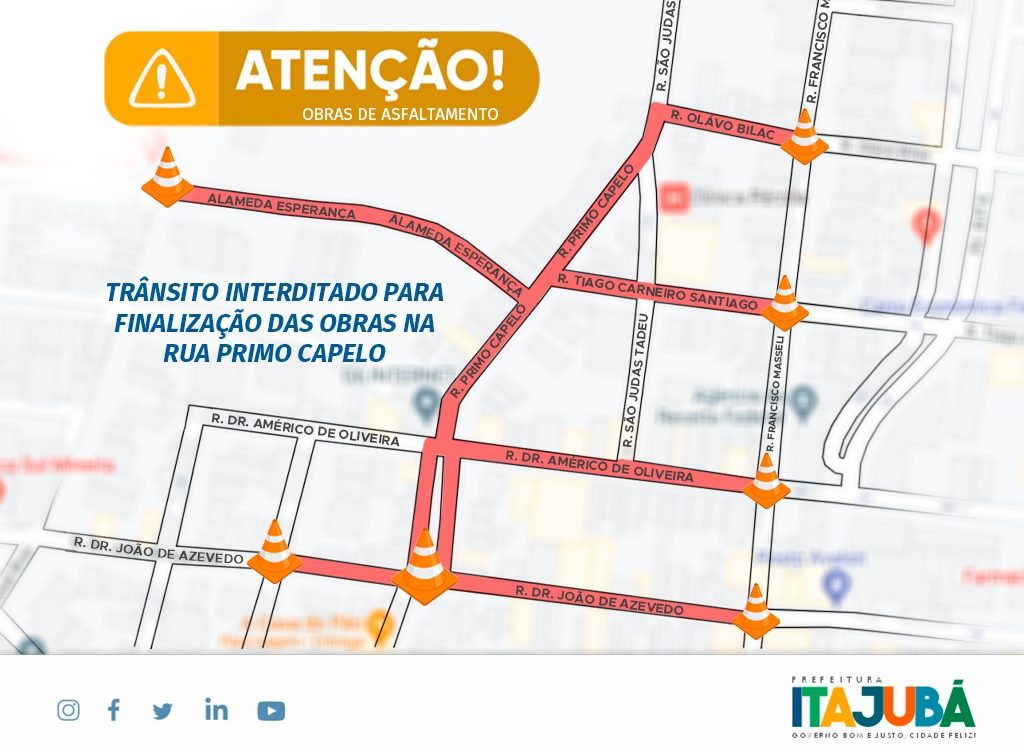 ATENÇÃO!
OBRAS DE ASFALTAMENTO
R. SÃO JUDAS
R. FRANCISCO M
R. OLÁVO BILAC
ALAMEDA ESPERANÇA
ALAMEDA ESPERANÇA
R. PRIMO CAPELO
R. TIAGO CARNEIRO SANTIAGO
TRÂNSITO INTERDITADO PARA
FINALIZAÇÃO DAS OBRAS NA
RUA PRIMO CAPELO
R. PRIMO CAPELO
R. SÃO JUDAS TADEU
R. FRANCISCO MASSELI
R. DR. AMÉRICO DE OLIVEIRA
R. DR. AMÉRICO DE OLIVEIRA
R. DR. JOÃO DE AZEVEDO
R. DR. JOÃO DE AZEVEDO
PREFEITURA
ITAJUBÁ
GOVERNO BOM E JUSTO, CIDADE FELIZ!